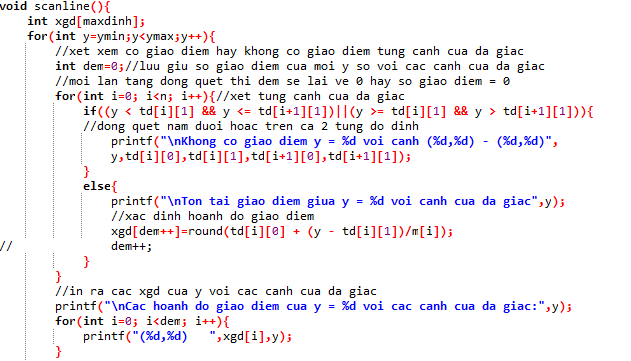 void scanline(){
    int xgd[maxdinh];
    for(int y=ymin;y<ymax;y++){
        //xet xem co giao diem hay khong co giao diem tung canh cua da giac
        int dem=0;//luu giu so giao diem cua moi y so voi cac canh cua da giac
        //moi lan tang dong quet thi dem se lai ve 0 hay so giao diem = 0
        for(int i=0; i<n; i++){//xet tung canh cua da giac
            if((y < td[i][1] && y <= td[i+1][1])||(y >= td[i][1] && y > td[i+1][1])){
            //dong quet nam duoi hoac tren ca 2 tung do dinh
                printf("\nKhong co giao diem y = %d voi canh (%d,%d) - (%d,%d)",
                y,td[i][0],td[i][1],td[i+1][0],td[i+1][1]);
            }
            else{
                printf("\nTon tai giao diem giua y = %d voi canh cua da giac",y);
                //xac dinh hoanh do giao diem
                xgd[dem++]=round(td[i][0] + (y - td[i][1])/m[i]);
//              dem++;
            }
        }
        //in ra cac xgd cua y voi cac canh cua da giac
        printf("\nCac hoanh do giao diem cua y = %d voi cac canh cua da giac:",y);
        for(int i=0; i<dem; i++){
            printf("(%d,%d)   ",xgd[i],y);
        }